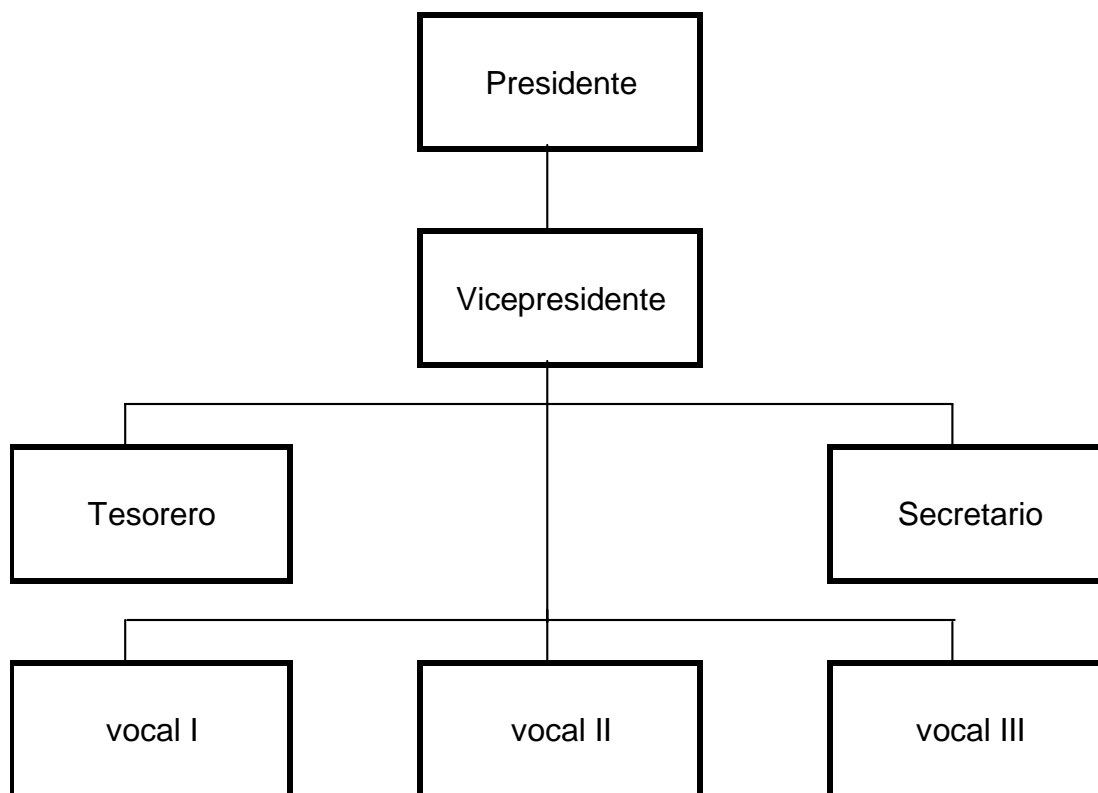 Presidente
Vicepresidente
Tesorero
Secretario
vocal I
vocal II
vocal III